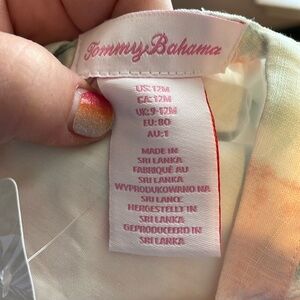 Tommy Bahama
US: 12M
CA: 12M
UK: 9-12M
EU: 80
AU: 1
MADE IN
SRI LANKA
FABRIQUÉ AU
SRI LANKA
WYPRODUKOWANO NA
SRI LANCE
HERGESTELLT IN
SRI LANKA
GEPRODUCEERD IN
SRI LANKA